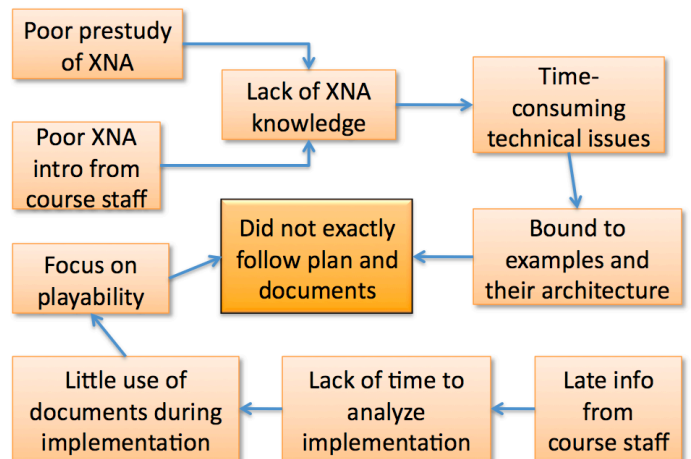 Poor prestudy
of XNA
Lack of XNA
knowledge
Time-
consuming
technical issues
Poor XNA
intro from
course staff
Did not exactly
follow plan and
documents
Bound to
examples and
their architecture
Focus on
playability
Little use of
documents during
implementation
Lack of time to
analyze
implementation
Late info
from
course staff